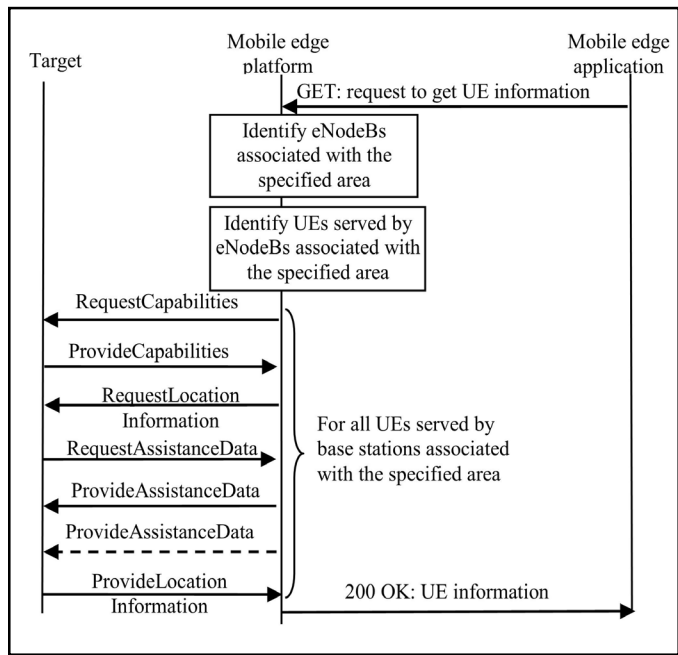 Target
Mobile edge
platform
Mobile edge
application
GET: request to get UE information
Identify eNodeBs
associated with the
specified area
Identify UEs served by
eNodeBs associated with
the specified area
RequestCapabilities
ProvideCapabilities
RequestLocation
Information
RequestAssistanceData
ProvideAssistanceData
ProvideAssistanceData
ProvideLocation
Information
For all UEs served by
base stations associated
with the specified area
200 OK: UE information